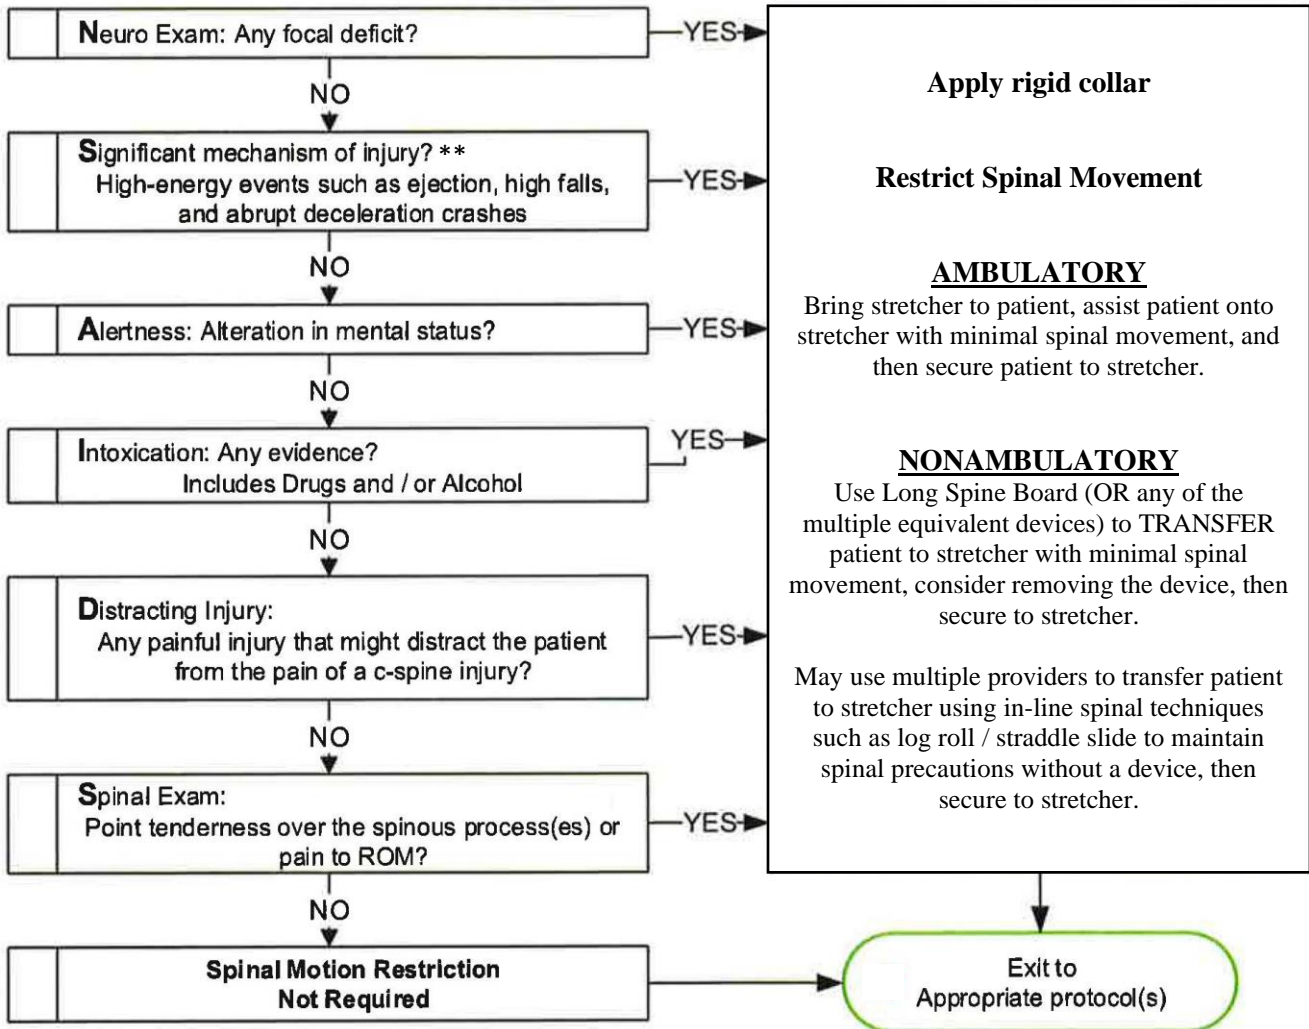 Neuro Exam: Any focal deficit?
YES
NO
Significant mechanism of injury? **
High-energy events such as ejection, high falls,
and abrupt deceleration crashes
YES
NO
Alertness: Alteration in mental status?
YES
NO
Intoxication: Any evidence?
Includes Drugs and / or Alcohol
YES
NO
Distracting Injury:
Any painful injury that might distract the patient
from the pain of a c-spine injury?
YES
NO
Spinal Exam:
Point tenderness over the spinous process(es) or
pain to ROM?
YES
NO
Spinal Motion Restriction
Not Required
Apply rigid collar
Restrict Spinal Movement
AMBULATORY
Bring stretcher to patient, assist patient onto
stretcher with minimal spinal movement, and
then secure patient to stretcher.
NONAMBULATORY
Use Long Spine Board (OR any of the
multiple equivalent devices) to TRANSFER
patient to stretcher with minimal spinal
movement, consider removing the device, then
secure to stretcher.
May use multiple providers to transfer patient
to stretcher using in-line spinal techniques
such as log roll / straddle slide to maintain
spinal precautions without a device, then
secure to stretcher.
Exit to
Appropriate protocol(s)